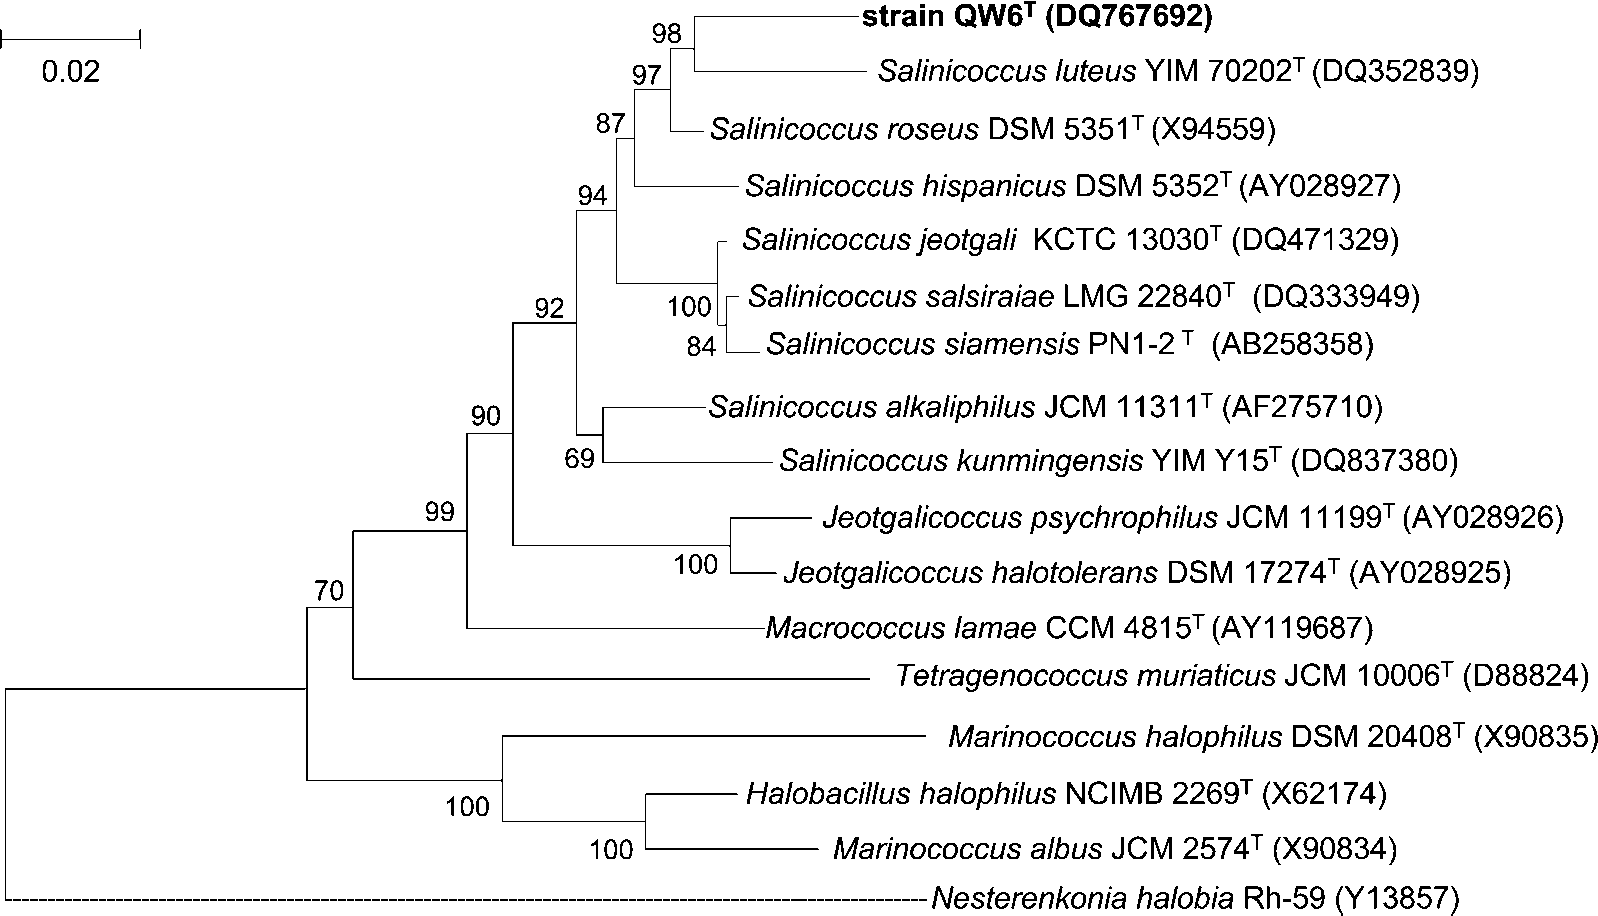 strain QW6ᵀ (DQ767692)
98
0.02
Salinicoccus luteus YIM 70202ᵀ (DQ352839)
97
Salinicoccus roseus DSM 5351ᵀ (X94559)
87
Salinicoccus hispanicus DSM 5352ᵀ (AY028927)
94
Salinicoccus jeotgali KCTC 13030ᵀ (DQ471329)
Salinicoccus salsiraiae LMG 22840ᵀ (DQ333949)
100
92
Salinicoccus siamensis PN1-2 ᵀ (AB258358)
84
Salinicoccus alkaliphilus JCM 11311ᵀ (AF275710)
90
Salinicoccus kunmingensis YIM Y15ᵀ (DQ837380)
69
99
Jeotgalicoccus psychrophilus JCM 11199ᵀ (AY028926)
100
Jeotgalicoccus halotolerans DSM 17274ᵀ (AY028925)
70
Macrococcus lamae CCM 4815ᵀ (AY119687)
Tetragenococcus muriaticus JCM 10006ᵀ (D88824)
Marinococcus halophilus DSM 20408ᵀ (X90835)
Halobacillus halophilus NCIMB 2269ᵀ (X62174)
100
Marinococcus albus JCM 2574ᵀ (X90834)
100
Nesterenkonia halobia Rh-59 (Y13857)